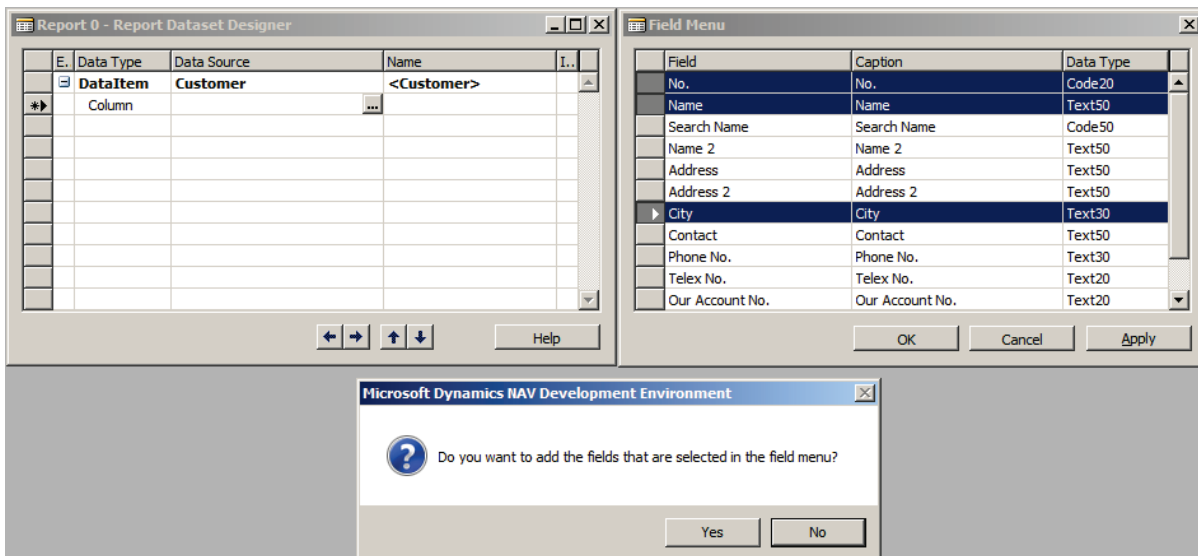 Report 0 - Report Dataset Designer
E. Data Type Data Source Name I..
DataItem Customer <Customer>
Column ...
Help
Field Menu
Field Caption Data Type
No. No. Code20
Name Name Text50
Search Name Search Name Code50
Name 2 Name 2 Text50
Address Address Text50
Address 2 Address 2 Text50
City City Text30
Contact Contact Text50
Phone No. Phone No. Text30
Telex No. Telex No. Text20
Our Account No. Our Account No. Text20
OK Cancel Apply
Microsoft Dynamics NAV Development Environment
Do you want to add the fields that are selected in the field menu?
Yes No